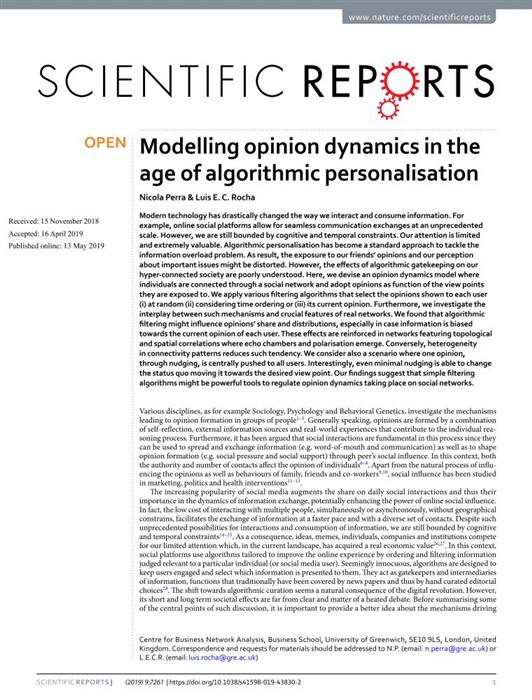 www.nature.com/scientificreports
SCIENTIFIC REPORTS
OPEN
Modelling opinion dynamics in the
age of algorithmic personalisation
Nicola Perra & Luis E. C. Rocha
Received: 15 November 2018
Accepted: 16 April 2019
Published online: 13 May 2019
Modern technology has drastically changed the way we interact and consume information. For
example, online social platforms allow for seamless communication exchanges at an unprecedented
scale. However, we are still bounded by cognitive and temporal constraints. Our attention is limited
and extremely valuable. Algorithmic personalisation has become a standard approach to tackle the
information overload problem. As result, the exposure to our friends' opinions and our perception
about important issues might be distorted. However, the effects of algorithmic gatekeeping on our
hyper-connected society are poorly understood. Here, we devise an opinion dynamics model where
individuals are connected through a social network and adopt opinions as function of the view points
they are exposed to. We apply various filtering algorithms that select the opinions shown to each user
(i) at random (ii) considering time ordering or (iii) its current opinion. Furthermore, we investigate the
interplay between such mechanisms and crucial features of real networks. We found that algorithmic
filtering might influence opinions' share and distributions, especially in case information is biased
towards the current opinion of each user. These effects are reinforced in networks featuring topological
and spatial correlations where echo chambers and polarisation emerge. Conversely, heterogeneity
in connectivity patterns reduces such tendency. We consider also a scenario where one opinion,
through nudging, is centrally pushed to all users. Interestingly, even minimal nudging is able to change
the status quo moving it towards the desired view point. Our findings suggest that simple filtering
algorithms might be powerful tools to regulate opinion dynamics taking place on social networks.
Various disciplines, as for example Sociology, Psychology and Behavioral Genetics, investigate the mechanisms
leading to opinion formation in groups of people1–5. Generally speaking, opinions are formed by a combination
of self-reflection, external information sources and real-world experiences that contribute to the individual rea-
soning process. Furthermore, it has been argued that social interactions are fundamental in this process since they
can be used to spread and exchange information (e.g. word-of-mouth and communication) as well as to shape
opinion formation (e.g. social pressure and social support) through peer's social influence. In this context, both
the authority and number of contacts affect the opinion of individuals6–8. Apart from the natural process of influ-
encing the opinions as well as behaviours of family, friends and co-workers9,10, social influence has been studied
in marketing, politics and health interventions11–13.
The increasing popularity of social media augments the share on daily social interactions and thus their
importance in the dynamics of information exchange, potentially enhancing the power of online social influence.
In fact, the low cost of interacting with multiple people, simultaneously or asynchronously, without geographical
constrains, facilitates the exchange of information at a faster pace and with a diverse set of contacts. Despite such
unprecedented possibilities for interactions and consumption of information, we are still bounded by cognitive
and temporal constraints14–25. As a consequence, ideas, memes, individuals, companies and institutions compete
for our limited attention which, in the current landscape, has acquired a real economic value26,27. In this context,
social platforms use algorithms tailored to improve the online experience by ordering and filtering information
judged relevant to a particular individual (or social media user). Seemingly innocuous, algorithms are designed to
keep users engaged and select which information is presented to them. They act as gatekeepers and intermediaries
of information, functions that traditionally have been covered by news papers and thus by hand curated editorial
choices28. The shift towards algorithmic curation seems a natural consequence of the digital revolution. However,
its short and long term societal effects are far from clear and matter of a heated debate. Before summarising some
of the central points of such discussion, it is important to provide a better idea about the mechanisms driving
Centre for Business Network Analysis, Business School, University of Greenwich, SE10 9LS, London, United
Kingdom. Correspondence and requests for materials should be addressed to N.P. (email: n.perra@gre.ac.uk) or
L.E.C.R. (email: luis.rocha@gre.ac.uk)
SCIENTIFIC REPORTS | (2019) 9:7261 | https://doi.org/10.1038/s41598-019-43830-2 1